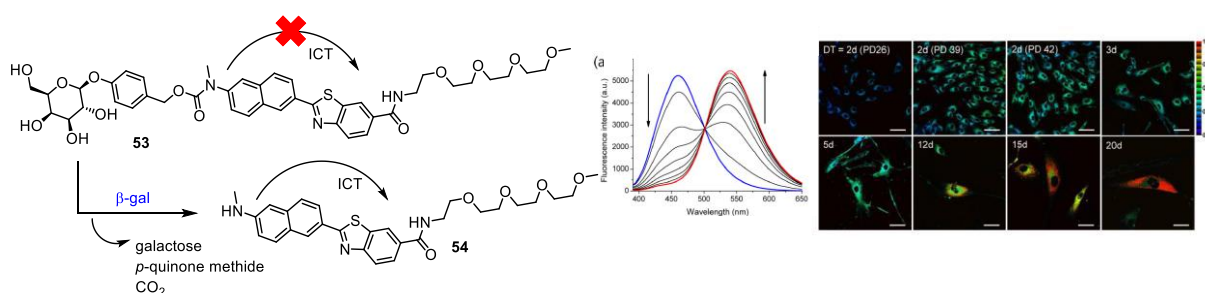 ICT
HO
O
O
HO
OH
OH
O
O
N
S
N
O
HN
O
O
O
O
53
β-gal
galactose
p-quinone methide
CO2
HN
ICT
S
N
O
HN
O
O
O
O
54
(a
Fluorescence intensity (a.u.)
5000
4000
3000
2000
1000
0
400 450 500 550 600 650
Wavelength (nm)
DT = 2d (PD26)
2d (PD 39)
2d (PD 42)
3d
5d
12d
15d
20d